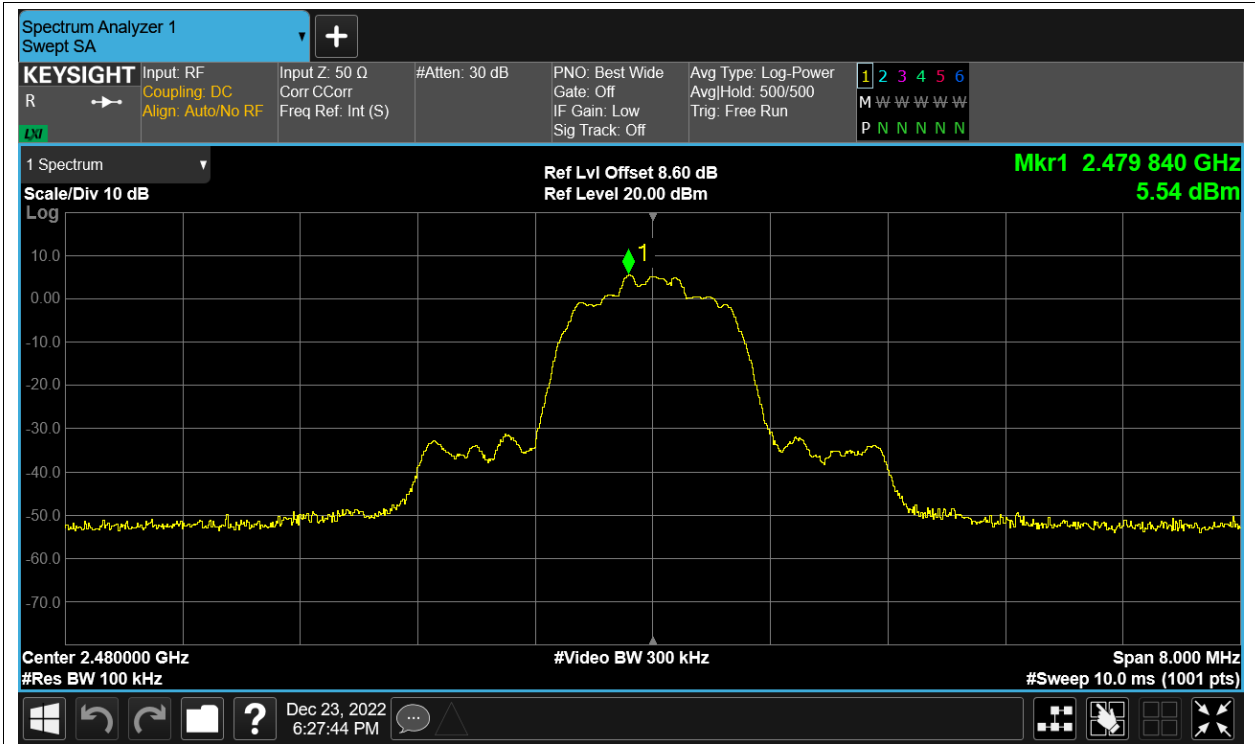 Spectrum Analyzer 1
Swept SA
KEYSIGHT
R
LXI
Input: RF
Coupling: DC
Align: Auto/No RF
Input Z: 50 Ω
Corr CCorr
Freq Ref: Int (S)
#Atten: 30 dB
PNO: Best Wide
Gate: Off
IF Gain: Low
Sig Track: Off
Avg Type: Log-Power
Avg|Hold: 500/500
Trig: Free Run
1 2 3 4 5 6
M W W W W W
P N N N N N
1 Spectrum
Scale/Div 10 dB
Log
Ref Lvl Offset 8.60 dB
Ref Level 20.00 dBm
Mkr1 2.479 840 GHz
5.54 dBm
1
10.0
0.00
-10.0
-20.0
-30.0
-40.0
-50.0
-60.0
-70.0
Center 2.480000 GHz
#Res BW 100 kHz
#Video BW 300 kHz
Span 8.000 MHz
#Sweep 10.0 ms (1001 pts)
?
Dec 23, 2022
6:27:44 PM